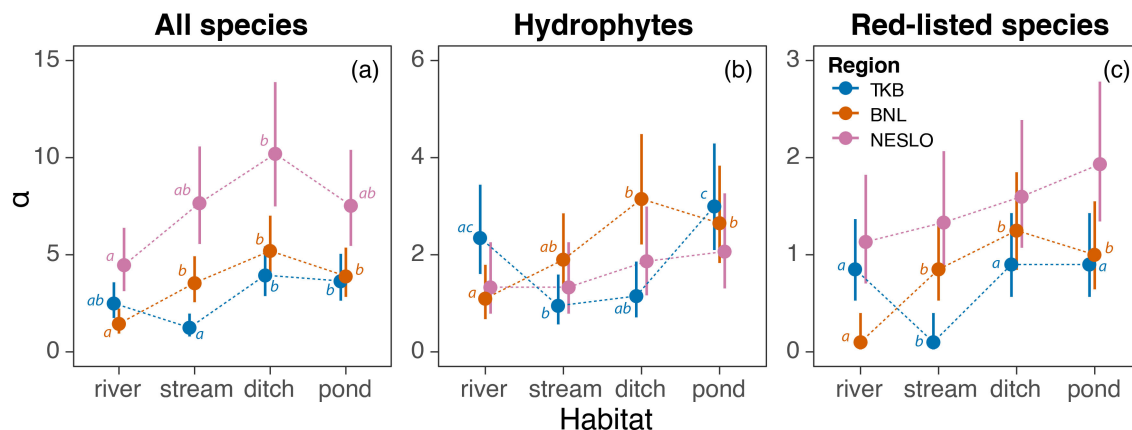 All species Hydrophytes Red-listed species
(a)
15
10
5
0
α
a
ab
b
ab
ab
a
b
b
a
b
b
b
river stream ditch pond
(b)
6
4
2
0
ac
b
ab
c
a
ab
b
b
river stream ditch pond
Habitat
(c)
3
2
1
0
Region
TKB
BNL
NESLO
a
b
a
a
a
b
b
b
river stream ditch pond